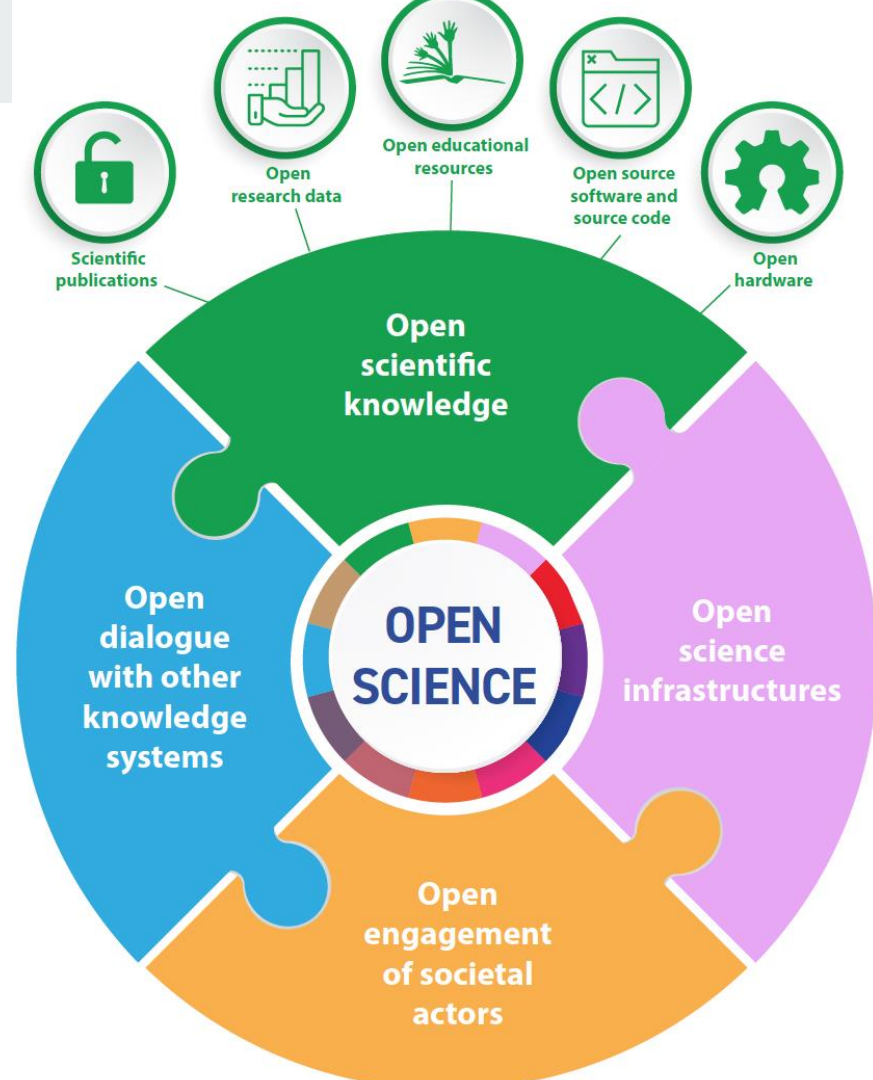 Scientific
publications
Open
research data
Open educational
resources
Open source
software and
source code
Open
hardware
Open
scientific
knowledge
Open
dialogue
with other
knowledge
systems
OPEN
SCIENCE
Open
science
infrastructures
Open
engagement
of societal
actors